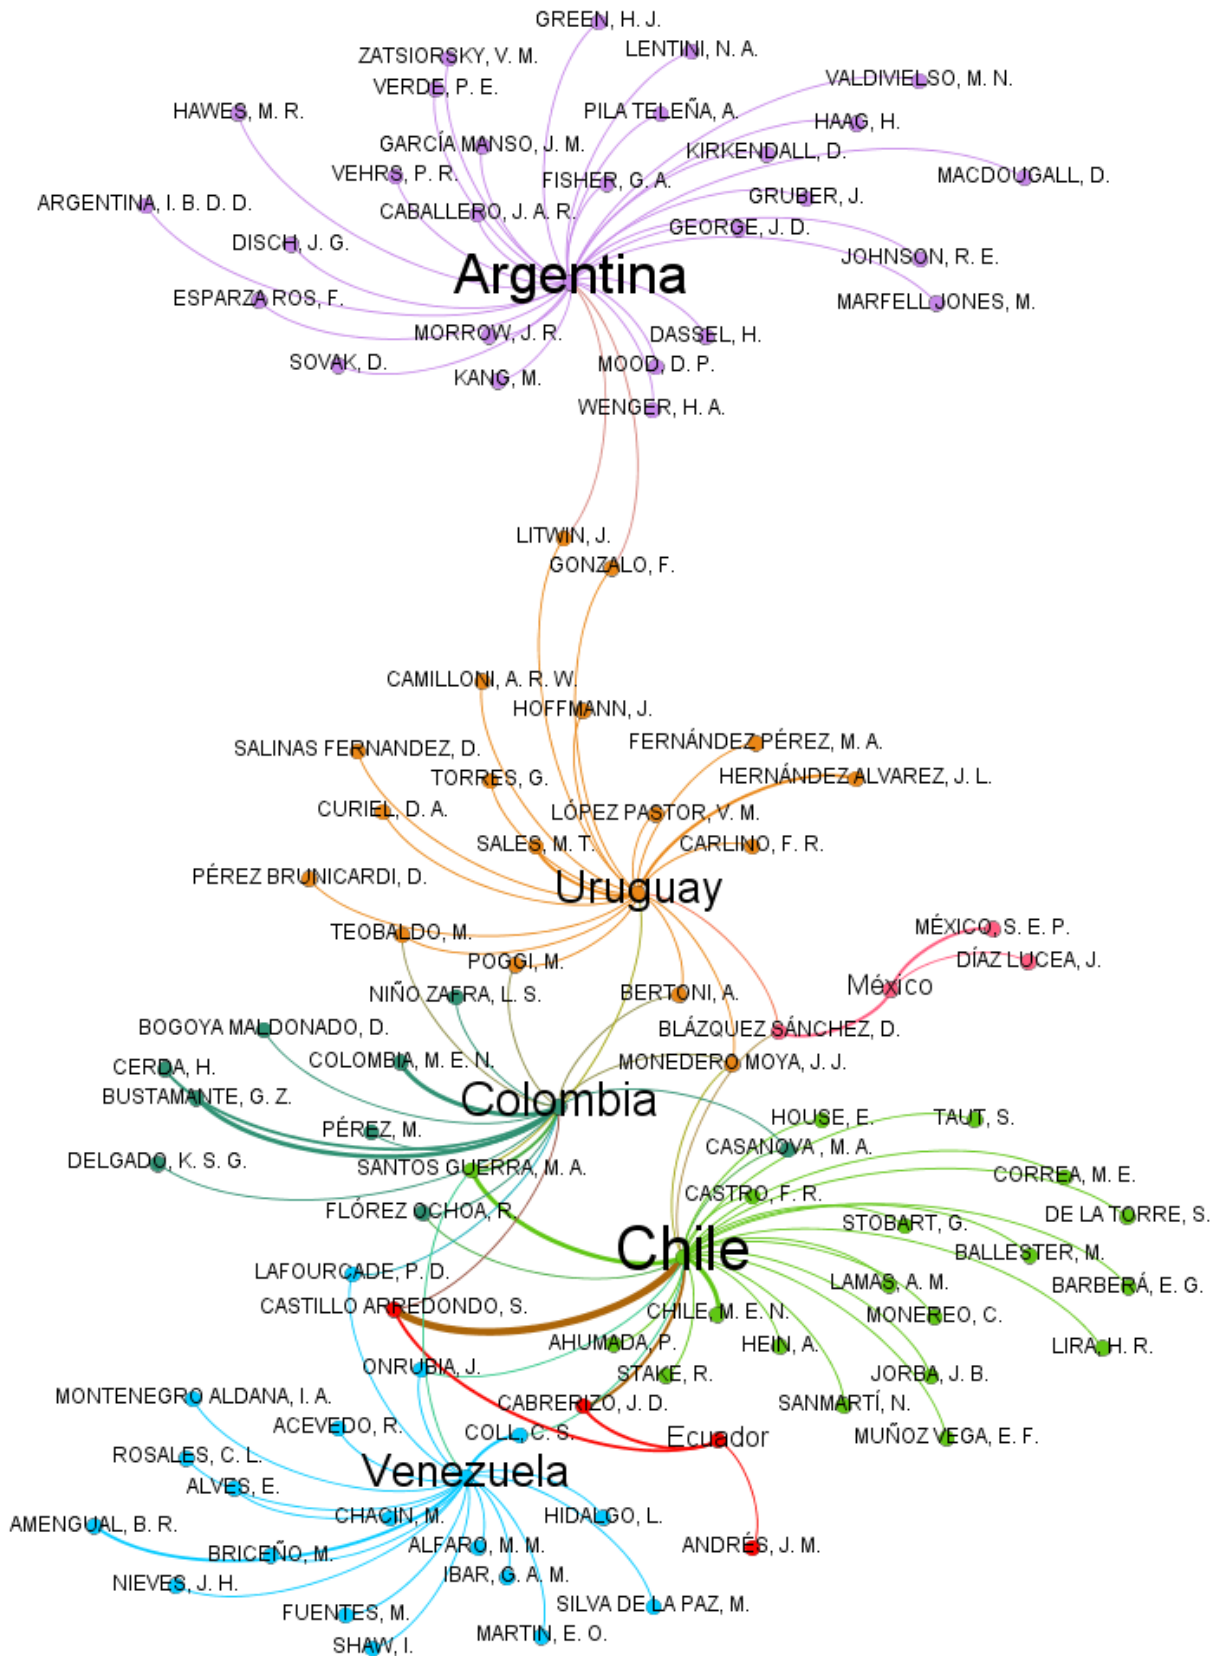 GREEN, H. J.
LENTINI, N. A.
ZATSIORSKY, V. M.
VALDIVIELSO, M. N.
VERDE, P. E.
HAWES, M. R.
PILA TELEÑA, A.
HAAG, H.
GARCÍA MANSO, J. M.
KIRKENDALL, D.
VEHRS, P. R.
FISHER, G. A.
MACDOUGALL, D.
GRUBER, J.
ARGENTINA, I. B. D. D.
CABALLERO, J. A. R.
GEORGE, J. D.
DISCH, J. G.
JOHNSON, R. E.
Argentina
ESPARZA ROS, F.
MARFELL JONES, M.
MORROW, J. R.
DASSEL, H.
SOVAK, D.
MOOD, D. P.
KANG, M.
WENGER, H. A.
LITWIN, J.
GONZALO, F.
CAMILLONI, A. R. W.
HOFFMANN, J.
FERNÁNDEZ PÉREZ, M. A.
SALINAS FERNANDEZ, D.
HERNÁNDEZ ALVAREZ, J. L.
TORRES, G.
CURIEL, D. A.
LÓPEZ PASTOR, V. M.
SALES, M. T.
CARLINO, F. R.
PÉREZ BRUNICARDI, D.
Uruguay
TEOBALDO, M.
MÉXICO, S. E. P.
POGGI, M.
DÍAZ LUCEA, J.
México
NIÑO ZAFRA, L. S.
BERTONI, A.
BOGOYA MALDONADO, D.
BLÁZQUEZ SÁNCHEZ, D.
COLOMBIA, M. E. N.
MONEDERO MOYA, J. J.
CERDA, H.
BUSTAMANTE, G. Z.
Colombia
HOUSE, E.
TAUT, S.
PÉREZ, M.
CASANOVA , M. A.
DELGADO, K. S. G.
SANTOS GUERRA, M. A.
CORREA, M. E.
CASTRO, F. R.
FLÓREZ OCHOA, R.
STOBART, G.
DE LA TORRE, S.
Chile
BALLESTER, M.
LAFOURCADE, P. D.
LAMAS, A. M.
BARBERÁ, E. G.
CASTILLO ARREDONDO, S.
CHILE, M. E. N.
MONEREO, C.
AHUMADA, P.
HEIN, A.
LIRA, H. R.
ONRUBIA, J.
STAKE, R.
JORBA, J. B.
MONTENEGRO ALDANA, I. A.
CABRERIZO, J. D.
SANMARTÍ, N.
ACEVEDO, R.
COLL, C. S.
Ecuador
MUÑOZ VEGA, E. F.
ROSALES, C. L.
Venezuela
ALVES, E.
CHACIN, M.
HIDALGO, L.
AMENGUAL, B. R.
BRICEÑO, M.
ALFARO, M. M.
ANDRÉS, J. M.
NIEVES, J. H.
IBAR, G. A. M.
FUENTES, M.
SILVA DE LA PAZ, M.
SHAW, I.
MARTIN, E. O.